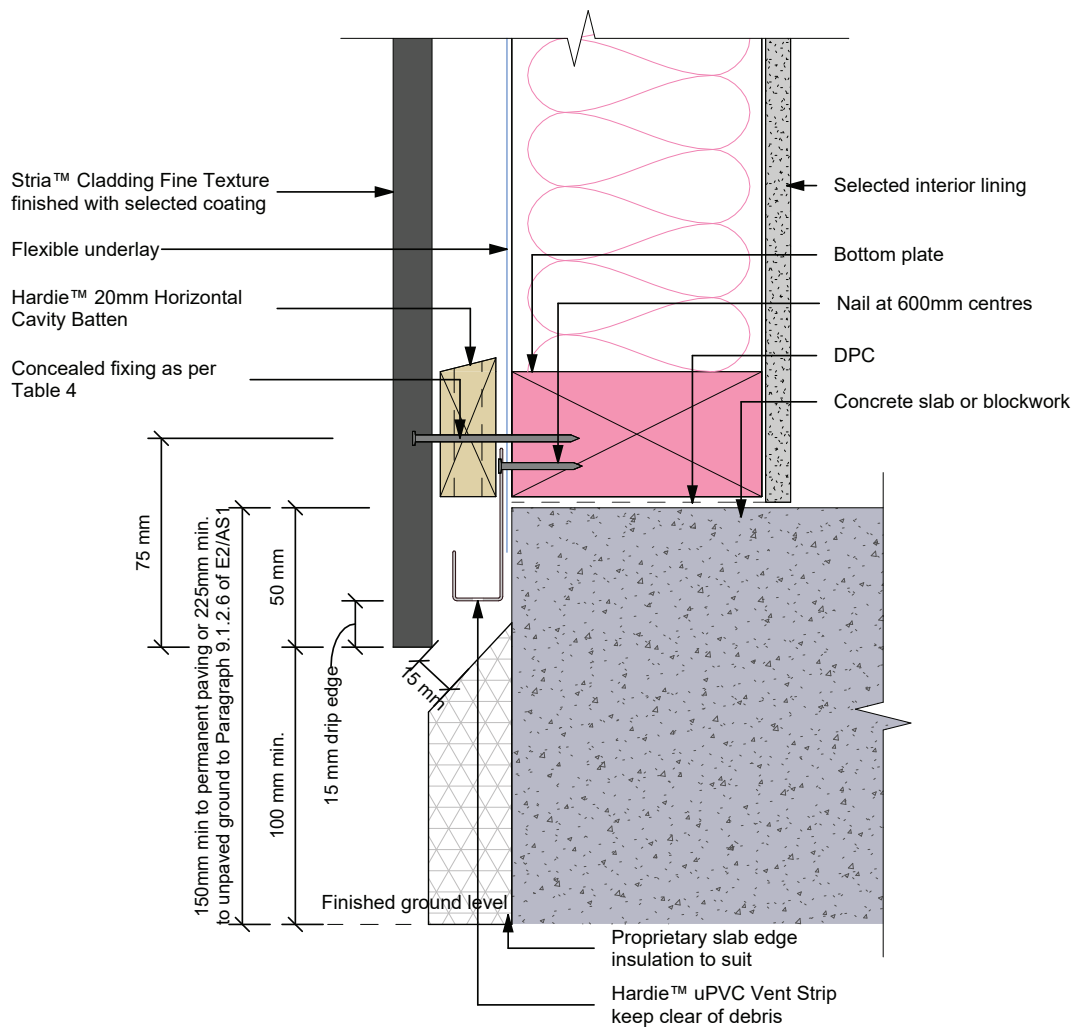 Stria™ Cladding Fine Texture
finished with selected coating
Flexible underlay
Hardie™ 20mm Horizontal
Cavity Batten
Concealed fixing as per
Table 4
Selected interior lining
Bottom plate
Nail at 600mm centres
DPC
Concrete slab or blockwork
150mm min to permanent paving or 225mm min.
to unpaved ground to Paragraph 9.1.2.6 of E2/AS1
75 mm
50 mm
100 mm min.
15 mm drip edge
15 mm
Finished ground level
Proprietary slab edge
insulation to suit
Hardie™ uPVC Vent Strip
keep clear of debris